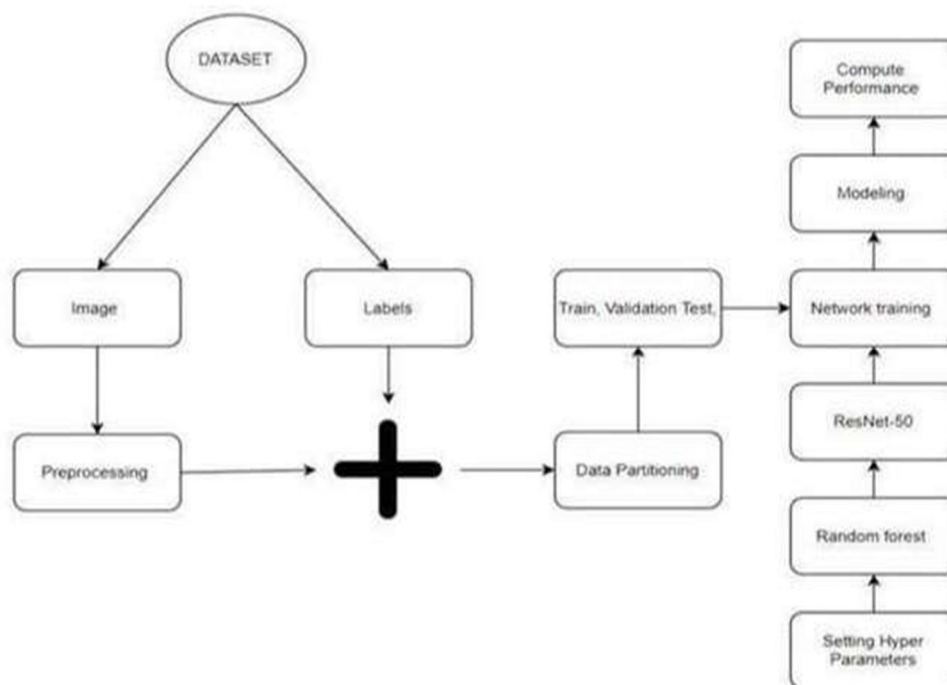 DATASET
Image
Labels
Preprocessing
Data Partitioning
Train, Validation Test,
Compute
Performance
Modeling
Network training
ResNet-50
Random forest
Setting Hyper
Parameters